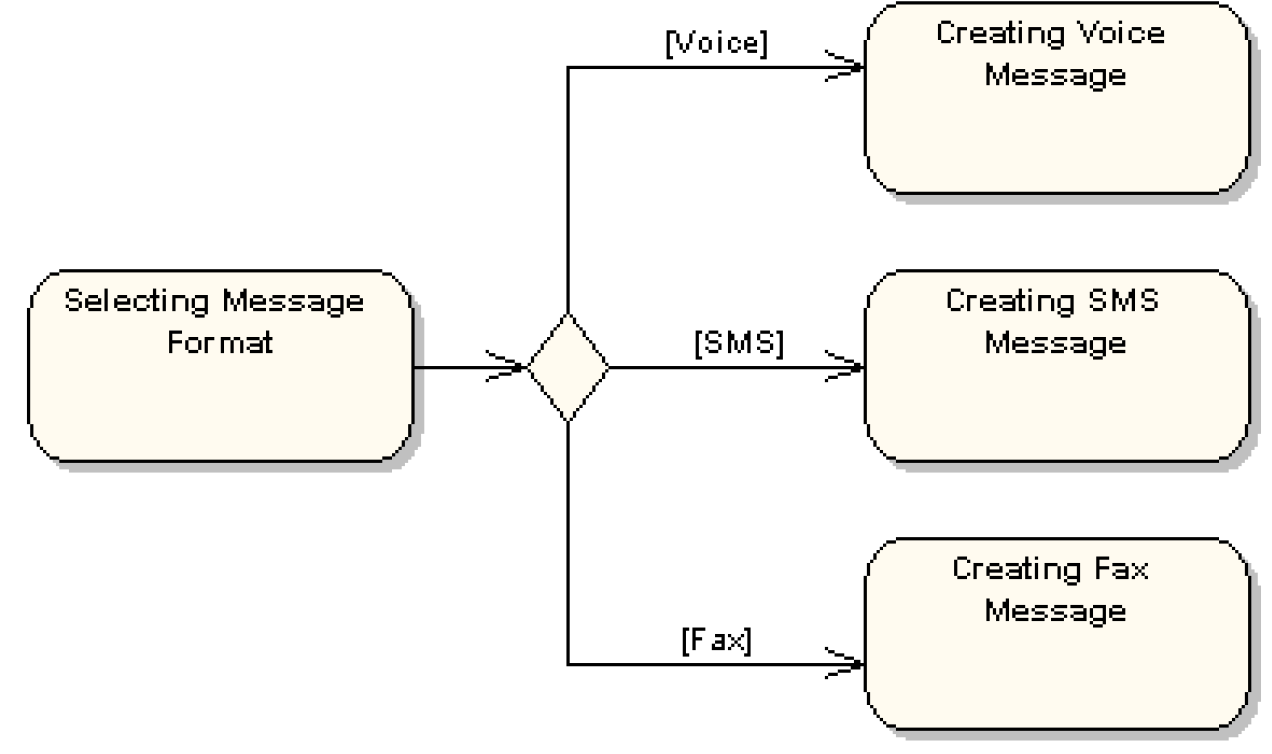 [Voice]
Creating Voice
Message
Selecting Message
Format
[SMS]
Creating SMS
Message
[Fax]
Creating Fax
Message